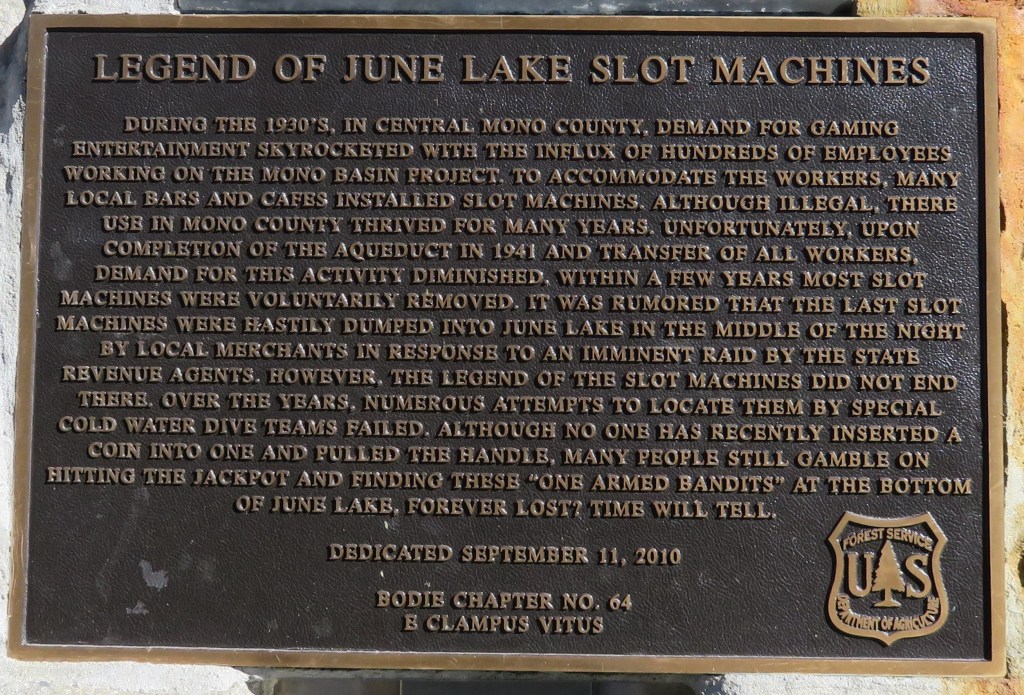 LEGEND OF JUNE LAKE SLOT MACHINES
DURING THE 1930'S, IN CENTRAL MONO COUNTY, DEMAND FOR GAMING
ENTERTAINMENT SKYROCKETED WITH THE INFLUX OF HUNDREDS OF EMPLOYEES
WORKING ON THE MONO BASIN PROJECT. TO ACCOMMODATE THE WORKERS, MANY
LOCAL BARS AND CAFES INSTALLED SLOT MACHINES. ALTHOUGH ILLEGAL, THERE
USE IN MONO COUNTY THRIVED FOR MANY YEARS. UNFORTUNATELY, UPON
COMPLETION OF THE AQUEDUCT IN 1941 AND TRANSFER OF ALL WORKERS,
DEMAND FOR THIS ACTIVITY DIMINISHED. WITHIN A FEW YEARS MOST SLOT
MACHINES WERE VOLUNTARILY REMOVED. IT WAS RUMORED THAT THE LAST SLOT
MACHINES WERE HASTILY DUMPED INTO JUNE LAKE IN THE MIDDLE OF THE NIGHT
BY LOCAL MERCHANTS IN RESPONSE TO AN IMMINENT RAID BY THE STATE
REVENUE AGENTS. HOWEVER, THE LEGEND OF THE SLOT MACHINES DID NOT END
THERE. OVER THE YEARS, NUMEROUS ATTEMPTS TO LOCATE THEM BY SPECIAL
COLD WATER DIVE TEAMS FAILED. ALTHOUGH NO ONE HAS RECENTLY INSERTED A
COIN INTO ONE AND PULLED THE HANDLE, MANY PEOPLE STILL GAMBLE ON
HITTING THE JACKPOT AND FINDING THESE "ONE ARMED BANDITS" AT THE BOTTOM
OF JUNE LAKE, FOREVER LOST? TIME WILL TELL.
DEDICATED SEPTEMBER 11, 2010
BODIE CHAPTER NO. 64
E CLAMPUS VITUS
FOREST SERVICE
U S
DEPARTMENT OF AGRICULTURE